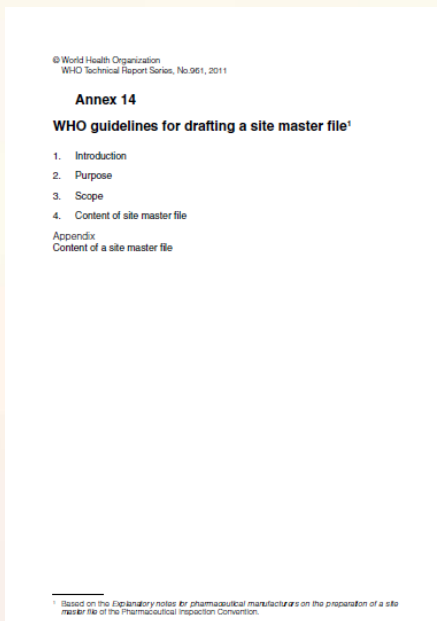 © World Health Organization
WHO Technical Report Series, No.961, 2011
Annex 14
WHO guidelines for drafting a site master file¹
1. Introduction
2. Purpose
3. Scope
4. Content of site master file
Appendix
Content of a site master file
¹ Based on the Explanatory notes for pharmaceutical manufacturers on the preparation of a site
master file of the Pharmaceutical Inspection Convention.